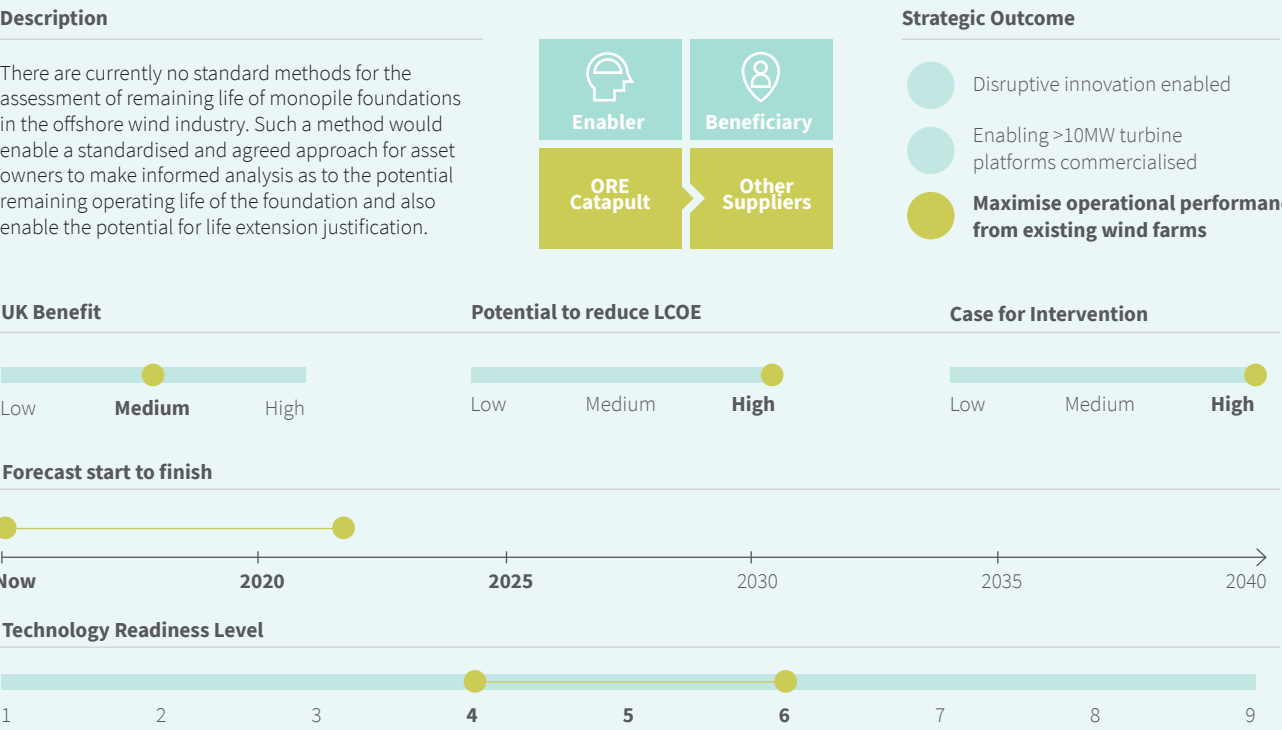 Description
There are currently no standard methods for the
assessment of remaining life of monopile foundations
in the offshore wind industry. Such a method would
enable a standardised and agreed approach for asset
owners to make informed analysis as to the potential
remaining operating life of the foundation and also
enable the potential for life extension justification.
Enabler
Beneficiary
ORE
Catapult
Other
Suppliers
Strategic Outcome
Disruptive innovation enabled
Enabling >10MW turbine
platforms commercialised
Maximise operational performan
from existing wind farms
UK Benefit
Low Medium High
Potential to reduce LCOE
Low Medium High
Case for Intervention
Low Medium High
Forecast start to finish
Now 2020 2025 2030 2035 2040
Technology Readiness Level
1 2 3 4 5 6 7 8 9